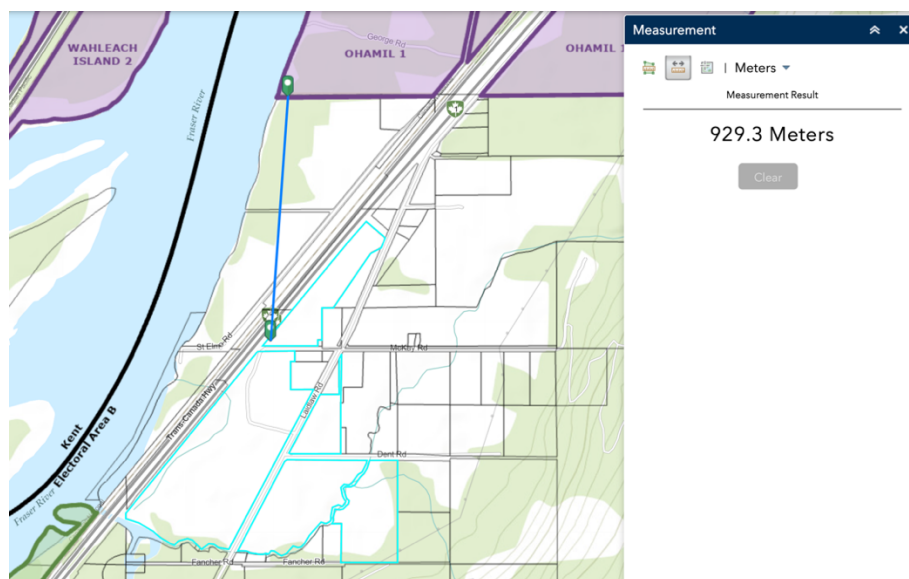 WAHLEACH
ISLAND 2
George Rd
OHAMIL 1
OHAMIL 1
Fraser River
1
St Elmo Rd
McKay Rd
Laidlaw Rd
Trans-Canada Hwy
Dent Rd
Kent
Electoral Area B
Fraser River
Fancher Rd
Fancher Rd
Measurement
| Meters
Measurement Result
929.3 Meters
Clear